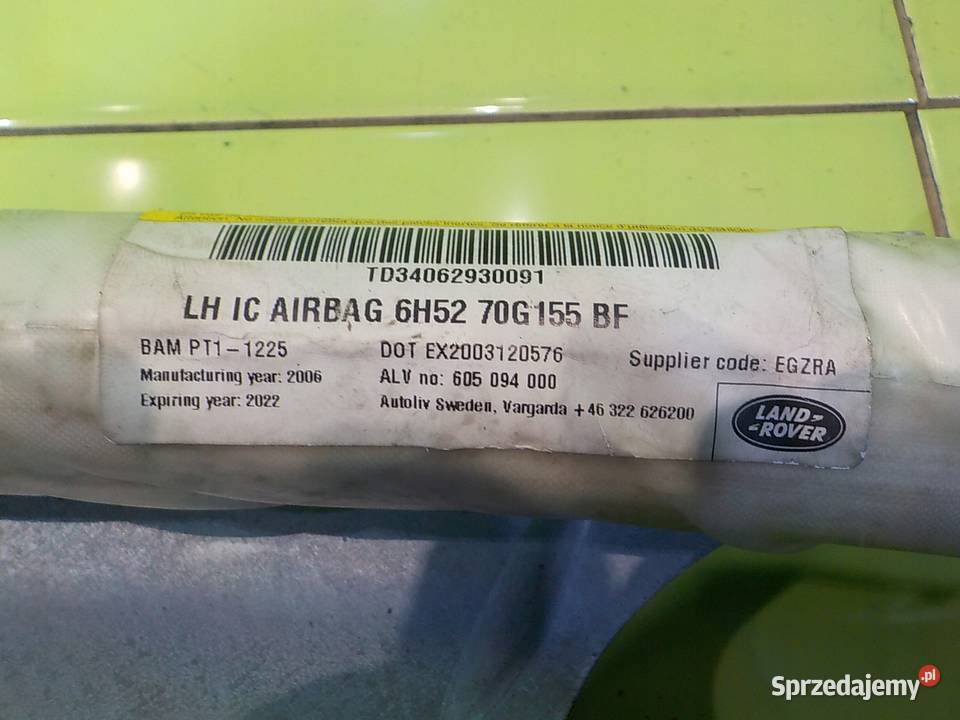 TD34062930091
LH IC AIRBAG 6H52 70G155 BF
BAM PT1-1225
DOT EX2003120576
Supplier code: EGZRA
Manufacturing year: 2006
ALV no: 605 094 000
Expiring year: 2022
Autoliv Sweden, Vargarda +46 322 626200
LAND-
-ROVER
Sprzedajemy.pl